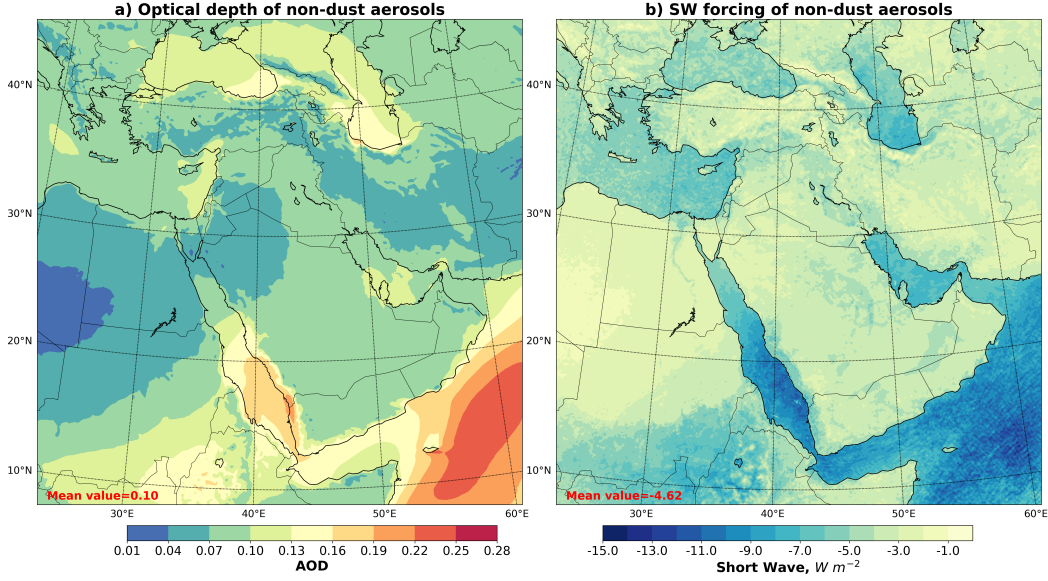 a) Optical depth of non-dust aerosols
b) SW forcing of non-dust aerosols
40°N
30°N
20°N
10°N
Mean value=0.10
30°E
40°E
50°E
60°E
40°N
30°N
20°N
10°N
Mean value=-4.62
30°E
40°E
50°E
60°E
0.01 0.04 0.07 0.10 0.13 0.16 0.19 0.22 0.25 0.28
AOD
-15.0 -13.0 -11.0 -9.0 -7.0 -5.0 -3.0 -1.0
Short Wave, W m⁻²